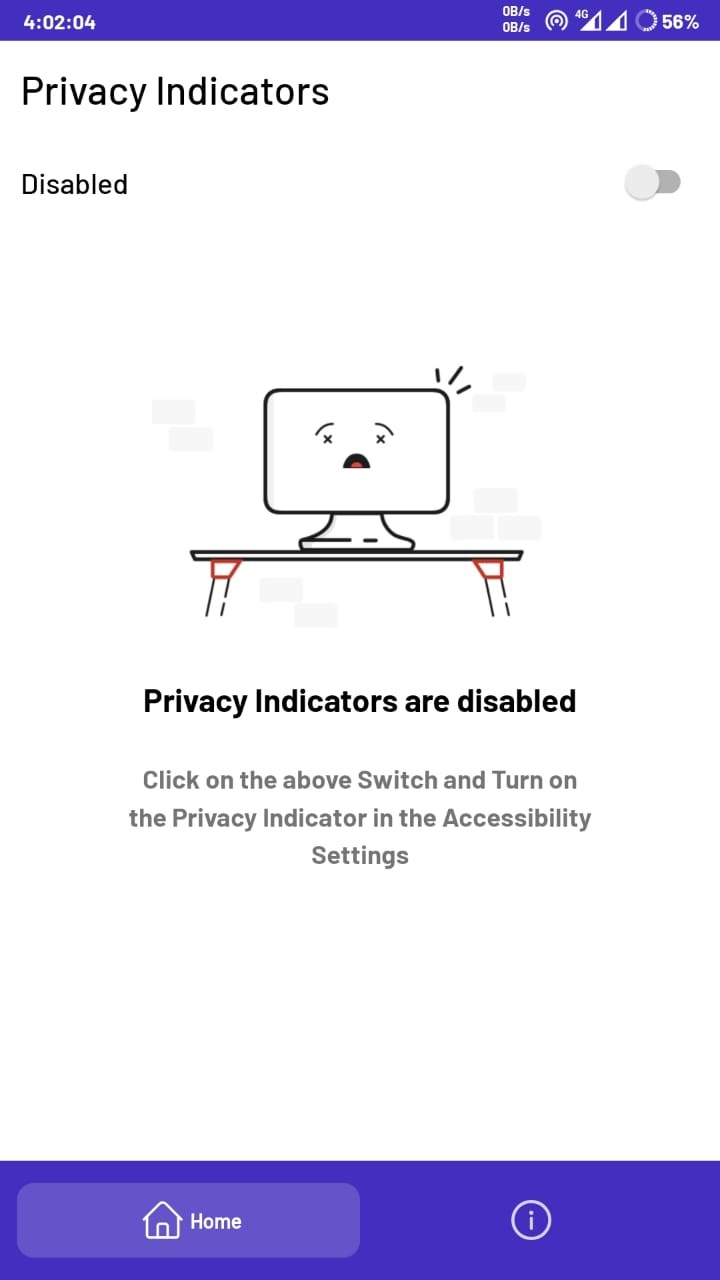 4:02:04
0B/s
0B/s
4G
56%
Privacy Indicators
Disabled
Privacy Indicators are disabled
Click on the above Switch and Turn on
the Privacy Indicator in the Accessibility
Settings
Home